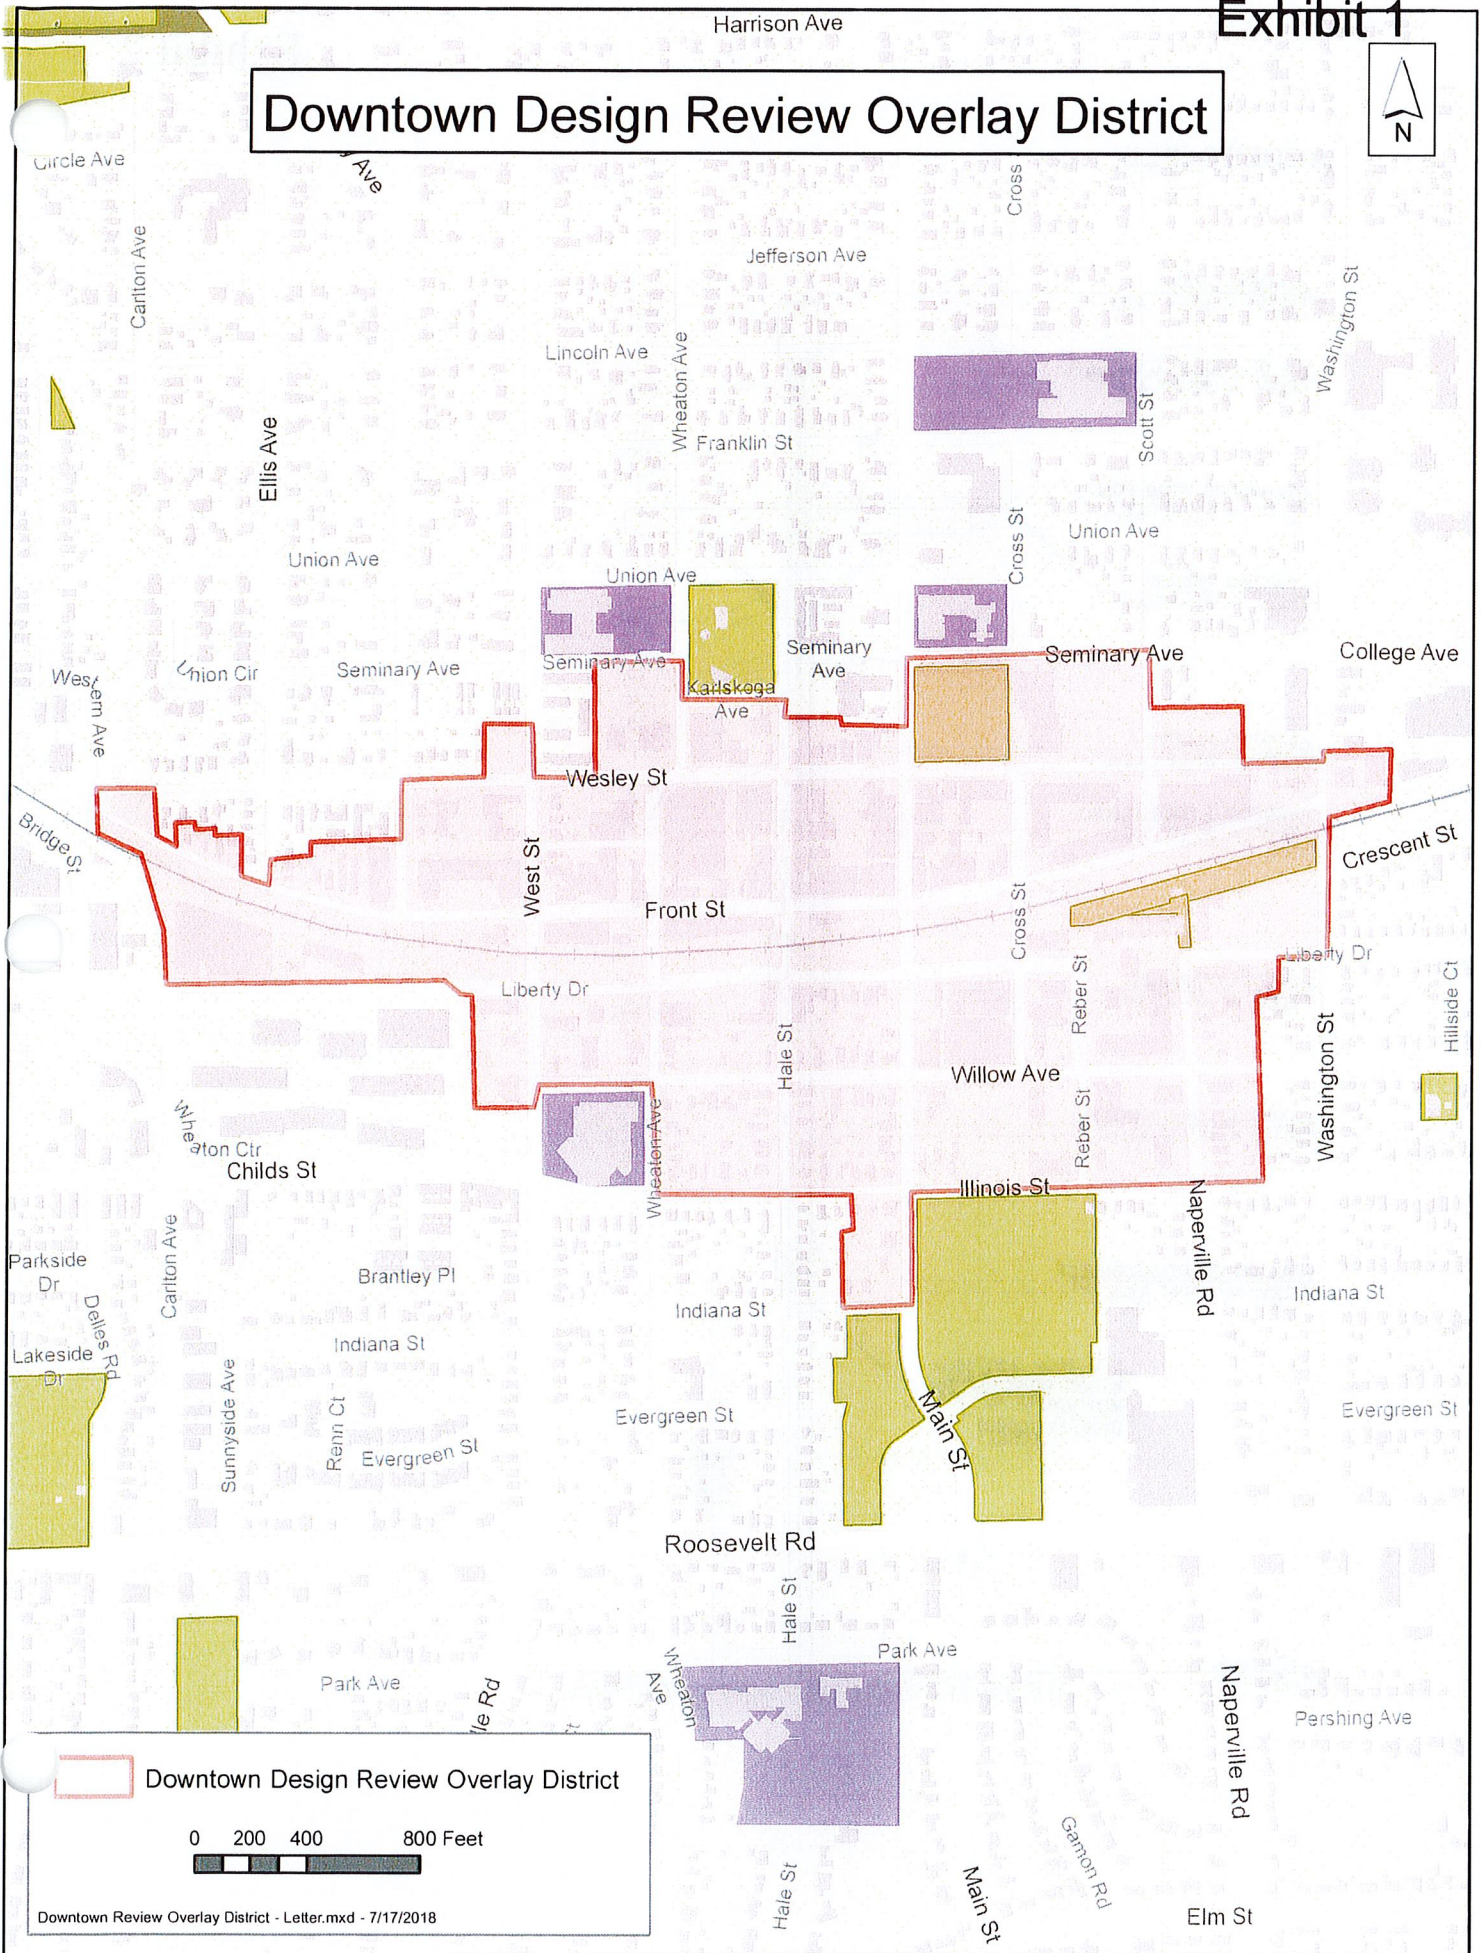 Exhibit 1
Harrison Ave
Downtown Design Review Overlay District
N
Circle Ave
Ave
Cross
Carlton Ave
Jefferson Ave
Washington St
Lincoln Ave
Wheaton Ave
Franklin St
Scott St
Ellis Ave
Cross St
Union Ave
Union Ave
Union Ave
Seminary
Ave
Seminary Ave
College Ave
Western Ave
Union Cir
Seminary Ave
Seminary Ave
Karlskoga
Ave
Wesley St
Bridge St
West St
Front St
Cross St
Crescent St
Liberty Dr
Liberty Dr
Reber St
Hillside Ct
Hale St
Willow Ave
Washington St
Reber St
Wheaton Ctr
Childs St
Wheaton Ave
Illinois St
Naperville Rd
Parkside
Dr
Carlton Ave
Brantley Pl
Indiana St
Indiana St
Delles Rd
Lakeside
Dr
Indiana St
Sunnyside Ave
Renn Ct
Evergreen St
Evergreen St
Main St
Evergreen St
Roosevelt Rd
Hale St
Park Ave
Park Ave
lle Rd
Wheaton
Ave
Naperville Rd
Pershing Ave
Downtown Design Review Overlay District
0 200 400 800 Feet
Downtown Review Overlay District - Letter.mxd - 7/17/2018
Hale St
Main St
Gamon Rd
Elm St